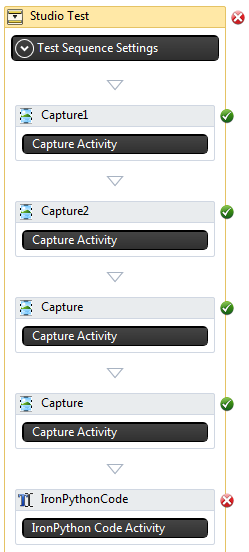 Studio Test
Test Sequence Settings
Capture1
Capture Activity
Capture2
Capture Activity
Capture
Capture Activity
Capture
Capture Activity
IronPythonCode
IronPython Code Activity